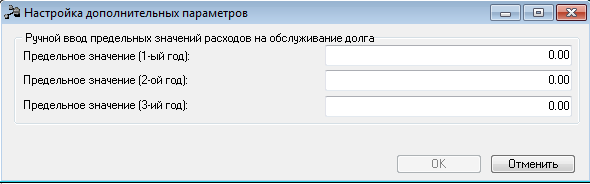 Настройка дополнительных параметров
Ручной ввод предельных значений расходов на обслуживание долга
Предельное значение (1-ый год): 0.00
Предельное значение (2-ой год): 0.00
Предельное значение (3-ий год): 0.00
OK Отменить